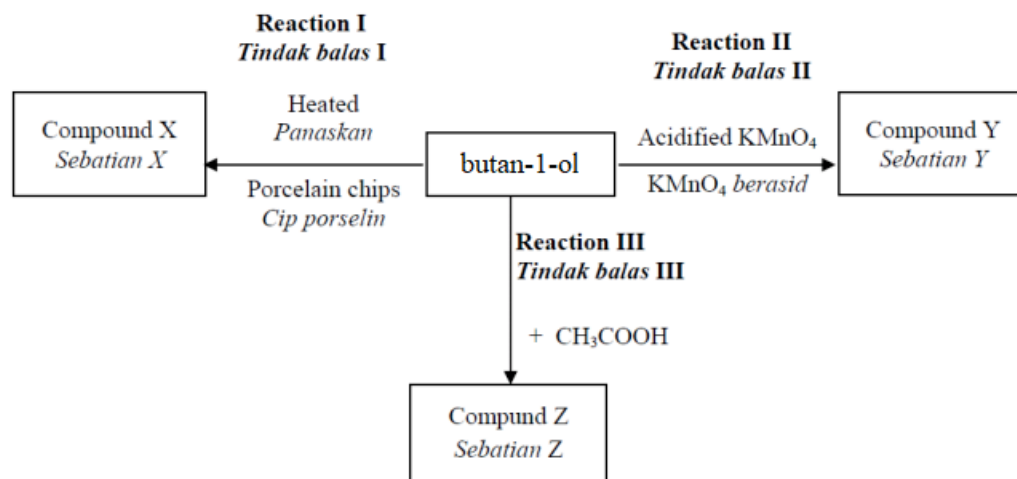 Reaction I
Tindak balas I
Reaction II
Tindak balas II
Compound X
Sebatian X
Heated
Panaskan
Porcelain chips
Cip porselin
butan-1-ol
Acidified KMnO₄
KMnO₄ berasid
Compound Y
Sebatian Y
Reaction III
Tindak balas III
+ CH₃COOH
Compund Z
Sebatian Z